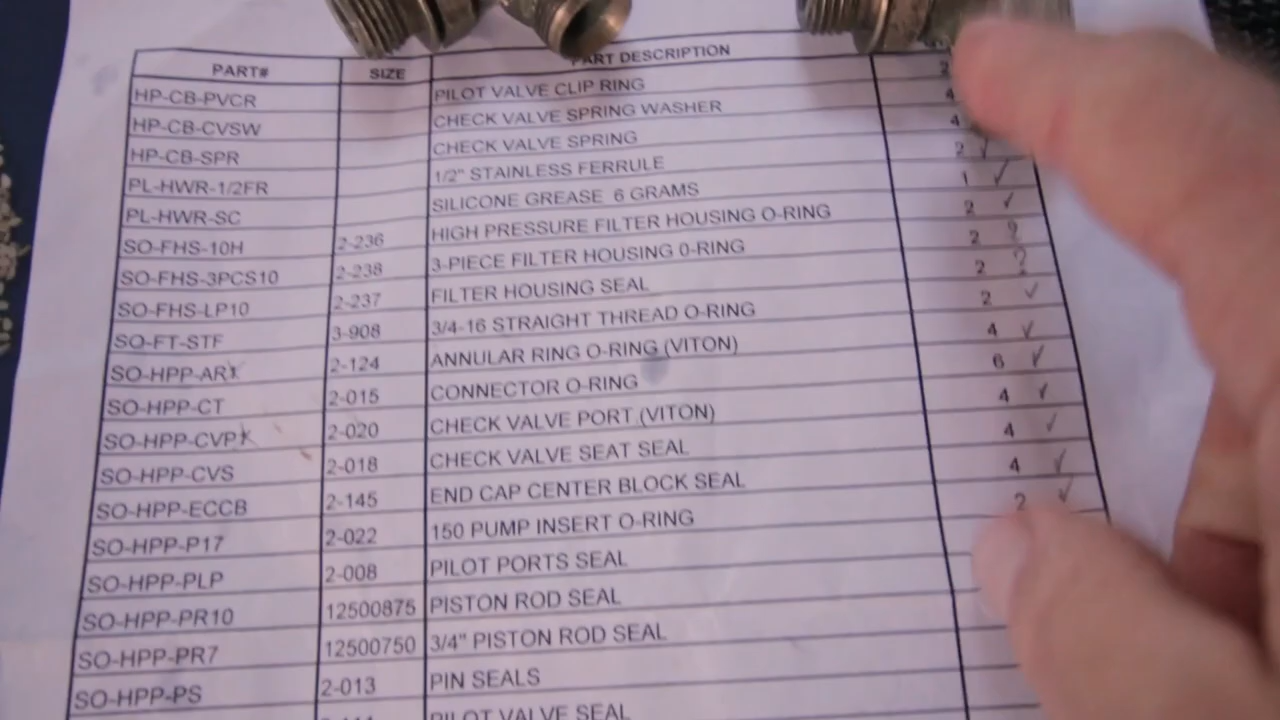 PART# SIZE PART DESCRIPTION
HP-CB-PVCR PILOT VALVE CLIP RING 2
HP-CB-CVSW CHECK VALVE SPRING WASHER 4
HP-CB-SPR CHECK VALVE SPRING 4
PL-HWR-1/2FR 1/2" STAINLESS FERRULE 2 ✓
PL-HWR-SC SILICONE GREASE 6 GRAMS 1 ✓
SO-FHS-10H 2-236 HIGH PRESSURE FILTER HOUSING O-RING 2 ✓
SO-FHS-3PCS10 2-238 3-PIECE FILTER HOUSING 0-RING 2 ?
SO-FHS-LP10 2-237 FILTER HOUSING SEAL 2 ?
SO-FT-STF 3-908 3/4-16 STRAIGHT THREAD O-RING 2 ✓
SO-HPP-AR 2-124 ANNULAR RING O-RING (VITON) 4 ✓
SO-HPP-CT 2-015 CONNECTOR O-RING 6 ✓
SO-HPP-CVP 2-020 CHECK VALVE PORT (VITON) 4 ✓
SO-HPP-CVS 2-018 CHECK VALVE SEAT SEAL 4 ✓
SO-HPP-ECCB 2-145 END CAP CENTER BLOCK SEAL 4 ✓
SO-HPP-P17 2-022 150 PUMP INSERT O-RING 2 ✓
SO-HPP-PLP 2-008 PILOT PORTS SEAL
SO-HPP-PR10 12500875 PISTON ROD SEAL
SO-HPP-PR7 12500750 3/4" PISTON ROD SEAL
SO-HPP-PS 2-013 PIN SEALS
PILOT VALVE SEAL